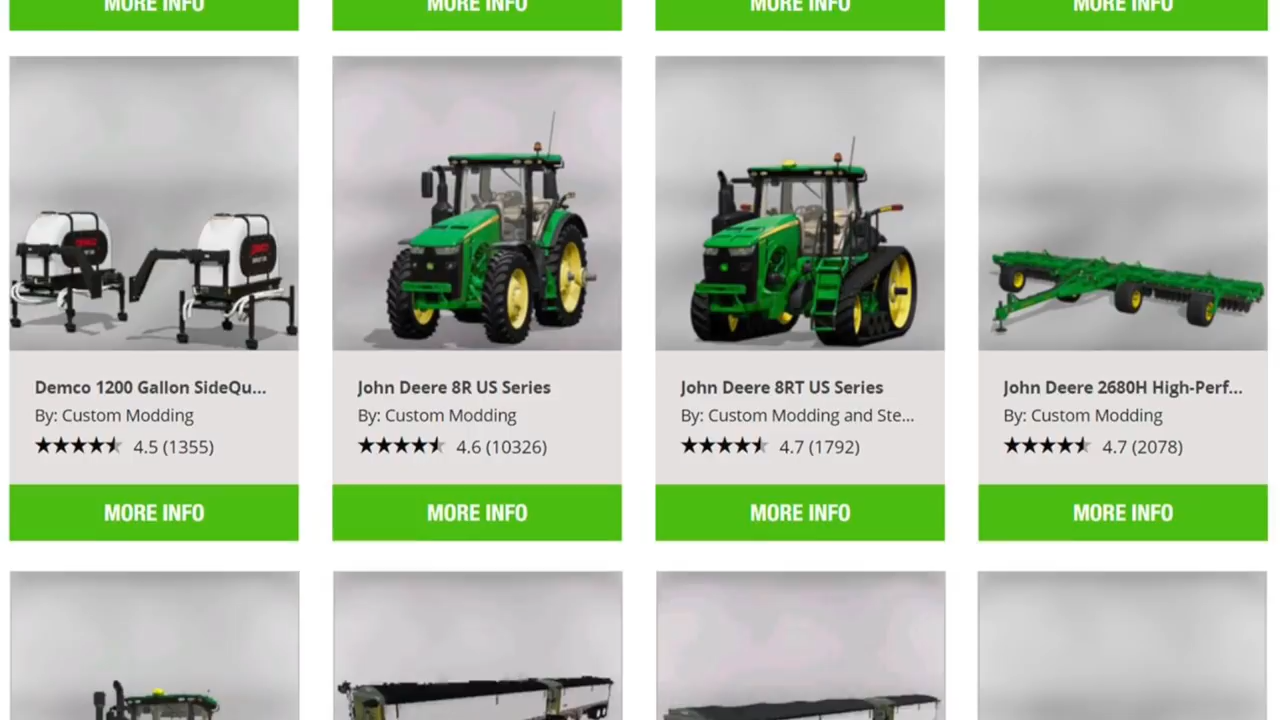 MORE INFO
MORE INFO
MORE INFO
MORE INFO
DEMCO
DEMCO
Demco 1200 Gallon SideQu...
By: Custom Modding
4.5 (1355)
MORE INFO
John Deere 8R US Series
By: Custom Modding
4.6 (10326)
MORE INFO
John Deere 8RT US Series
By: Custom Modding and Ste...
4.7 (1792)
MORE INFO
John Deere 2680H High-Perf...
By: Custom Modding
4.7 (2078)
MORE INFO